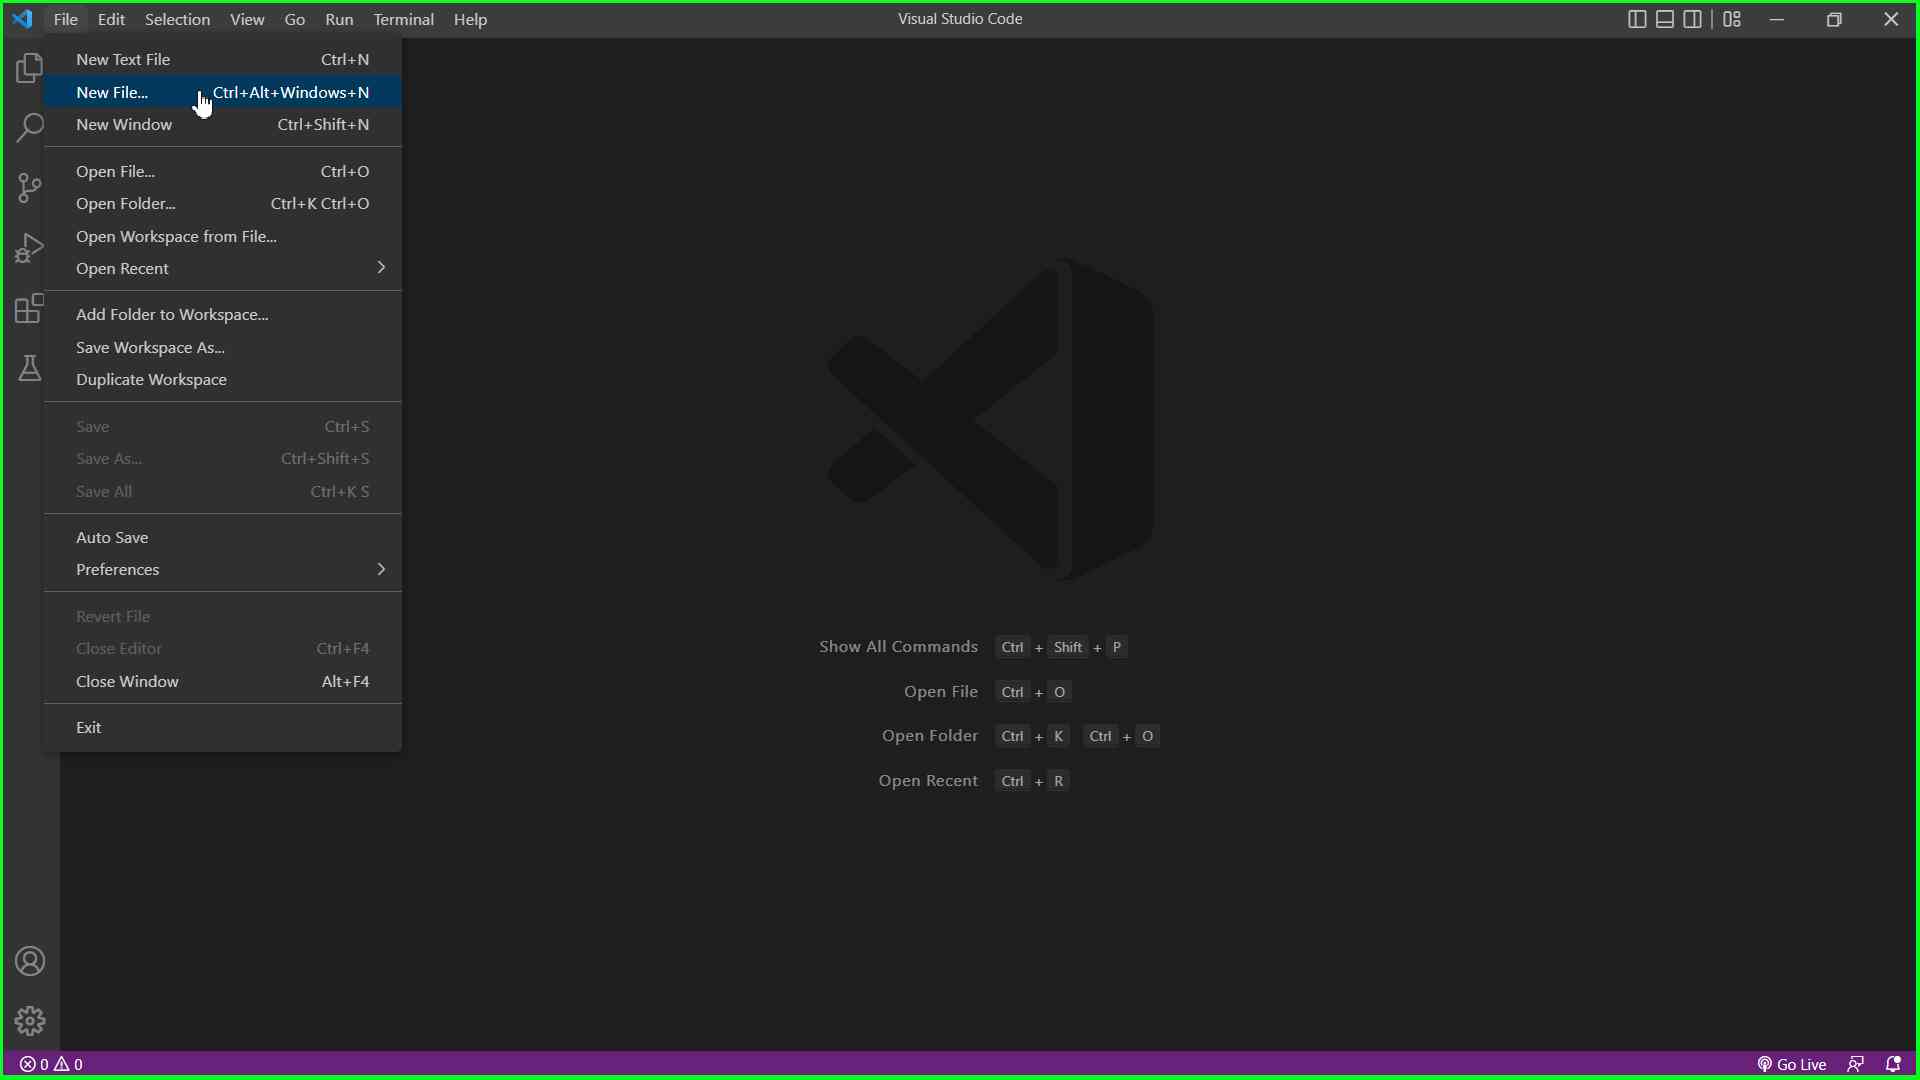 File Edit Selection View Go Run Terminal Help Visual Studio Code
New Text File Ctrl+N
New File... Ctrl+Alt+Windows+N
New Window Ctrl+Shift+N
Open File... Ctrl+O
Open Folder... Ctrl+K Ctrl+O
Open Workspace from File...
Open Recent
Add Folder to Workspace...
Save Workspace As...
Duplicate Workspace
Save Ctrl+S
Save As... Ctrl+Shift+S
Save All Ctrl+K S
Auto Save
Preferences
Revert File
Close Editor Ctrl+F4
Close Window Alt+F4
Exit
Show All Commands Ctrl + Shift + P
Open File Ctrl + O
Open Folder Ctrl + K Ctrl + O
Open Recent Ctrl + R
0 0 Go Live